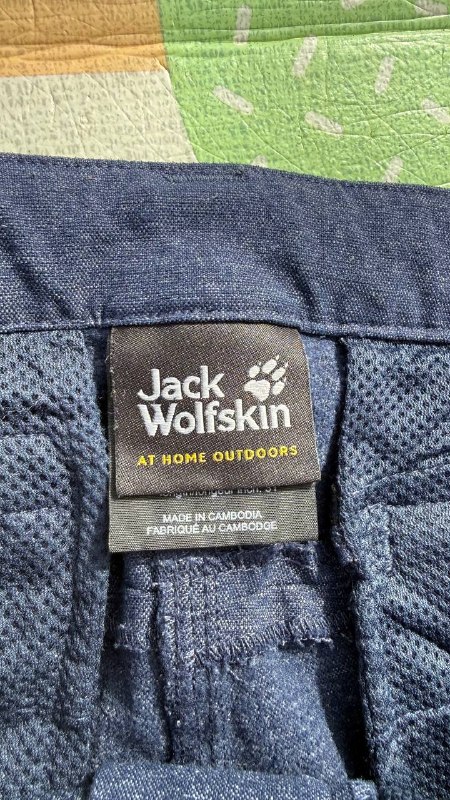 Jack
Wolfskin
AT HOME OUTDOORS
MADE IN CAMBODIA
FABRIQUÉ AU CAMBODGE